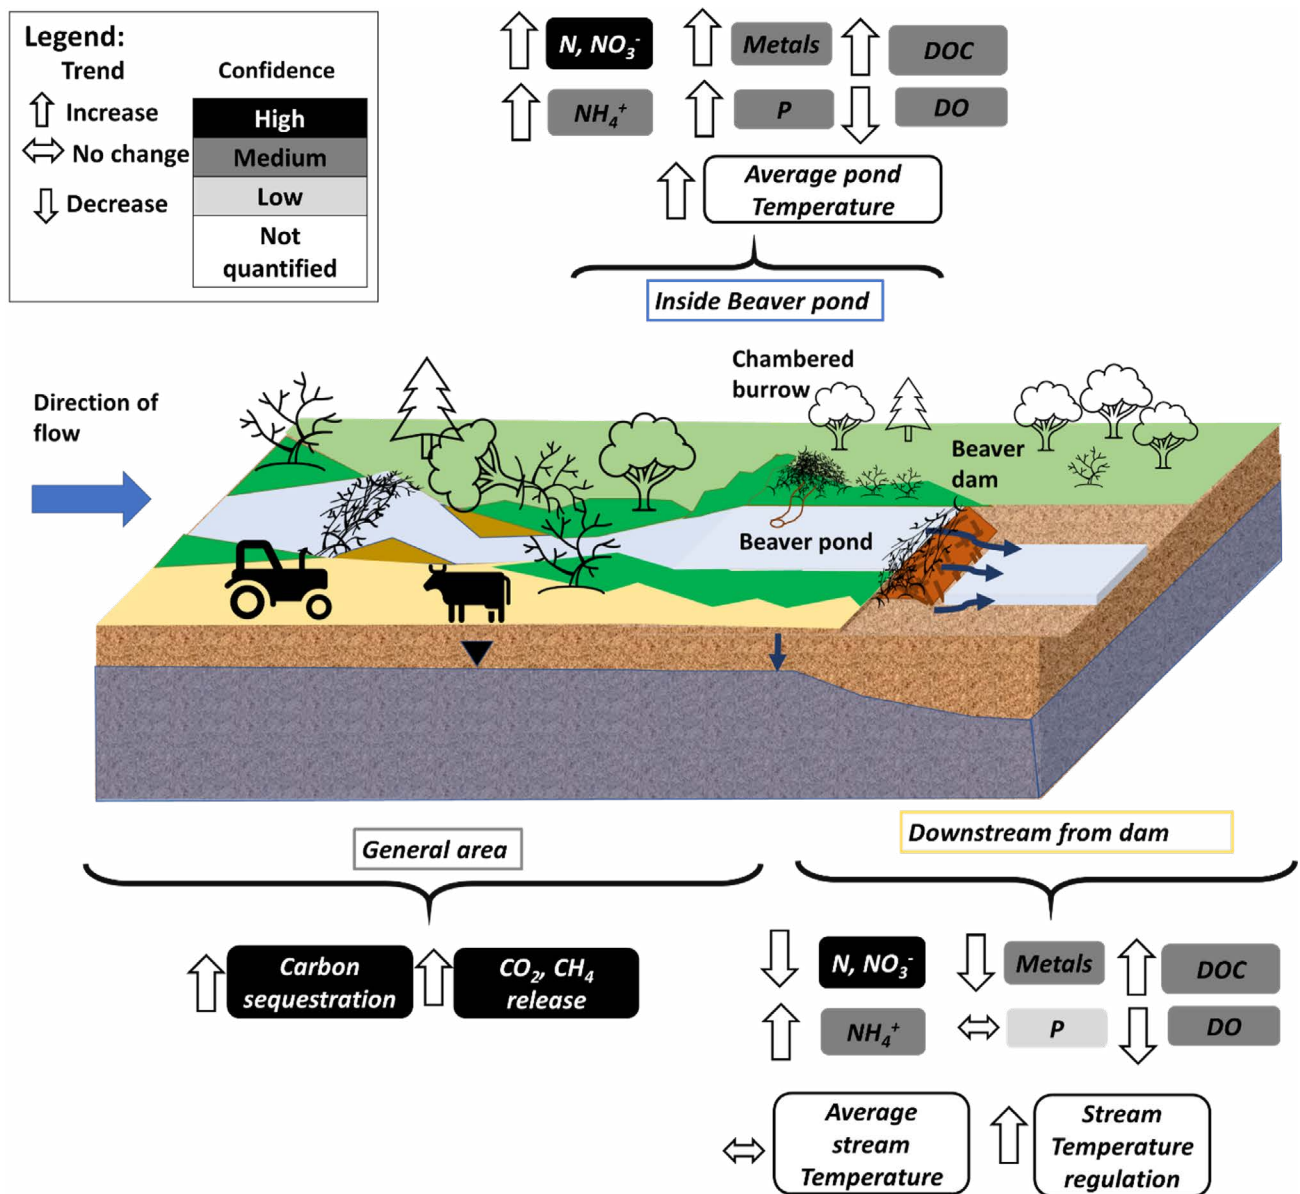 Legend:
Trend
Confidence
Increase
No change
Decrease
High
Medium
Low
Not
quantified
N, NO₃⁻
Metals
DOC
NH₄⁺
P
DO
Average pond
Temperature
Inside Beaver pond
Direction of
flow
Chambered
burrow
Beaver
dam
Beaver pond
General area
Downstream from dam
Carbon
sequestration
CO₂, CH₄
release
N, NO₃⁻
Metals
DOC
NH₄⁺
P
DO
Average
stream
Temperature
Stream
Temperature
regulation